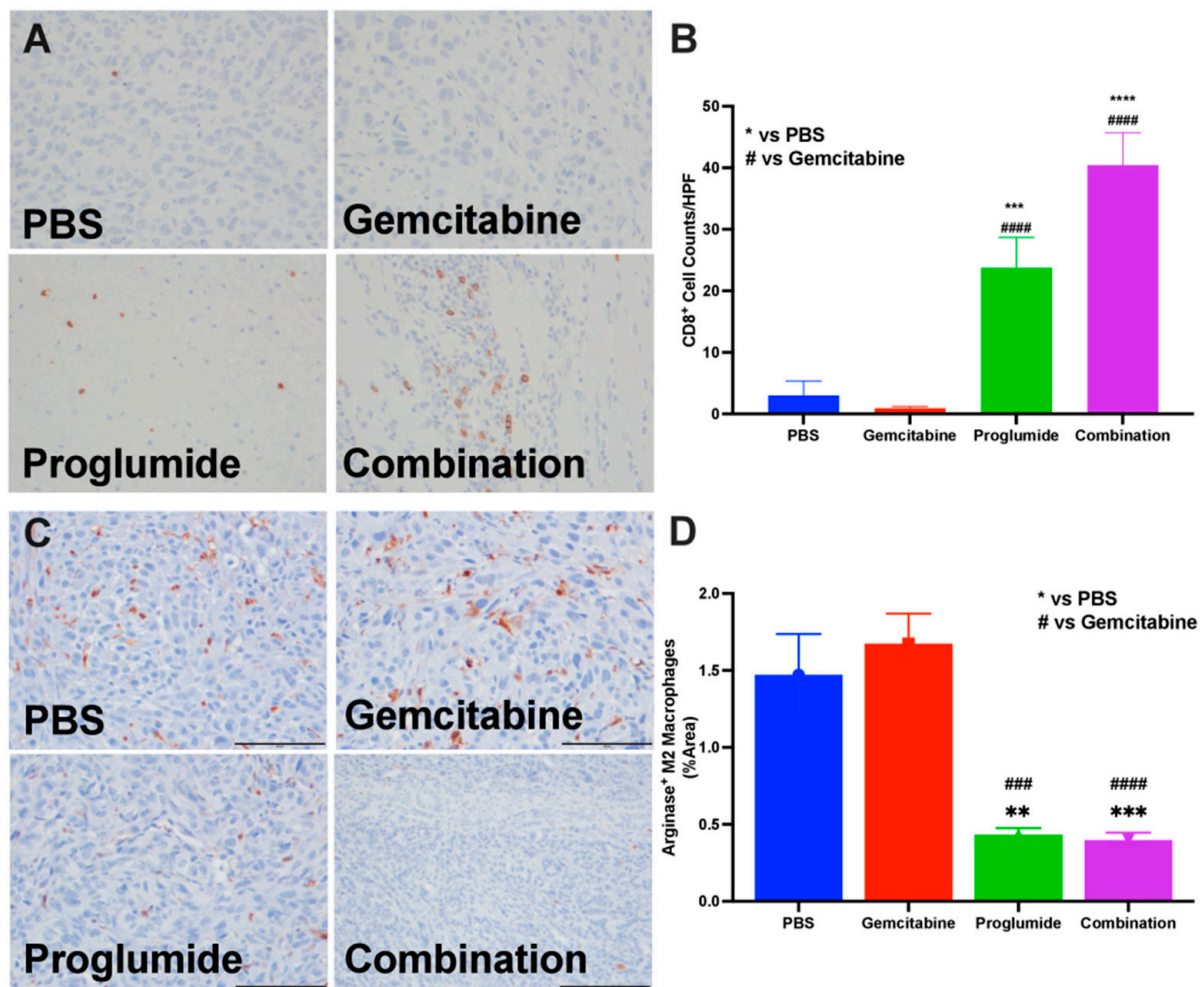 A
PBS
Gemcitabine
Proglumide
Combination
B
* vs PBS
# vs Gemcitabine
****
####
***
####
CD8+ Cell Counts/HPF
50
40
30
20
10
0
PBS Gemcitabine Proglumide Combination
C
PBS
Gemcitabine
Proglumide
Combination
D
* vs PBS
# vs Gemcitabine
### ####
** ***
Arginase+ M2 Macrophages
(%Area)
2.0
1.5
1.0
0.5
0.0
PBS Gemcitabine Proglumide Combination